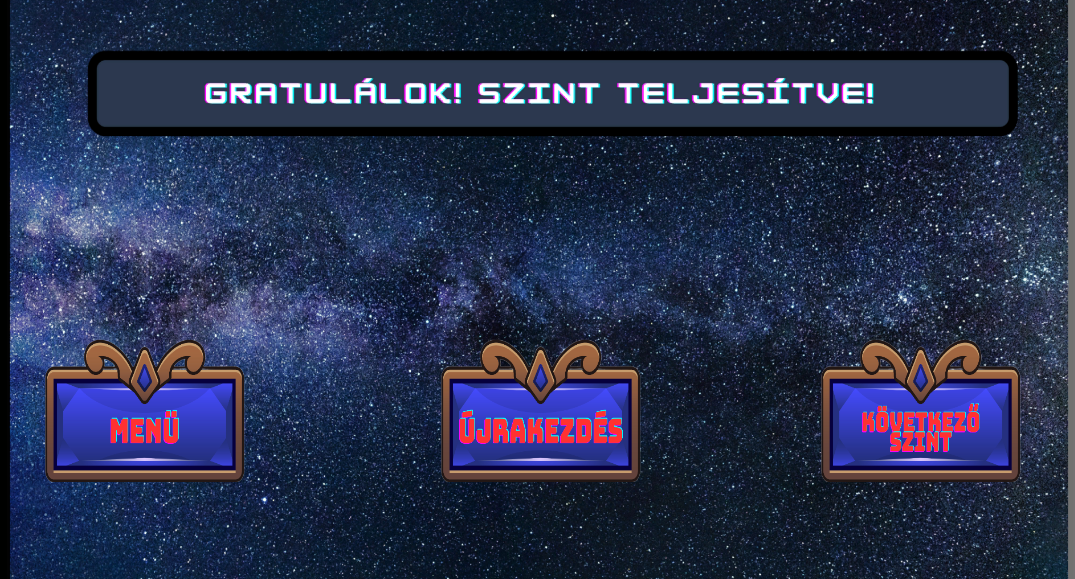 GRATULÁLOK! SZINT TELJESÍTVE!
MENÜ
ÚJRAKEZDÉS
KÖVETKEZŐ
SZINT